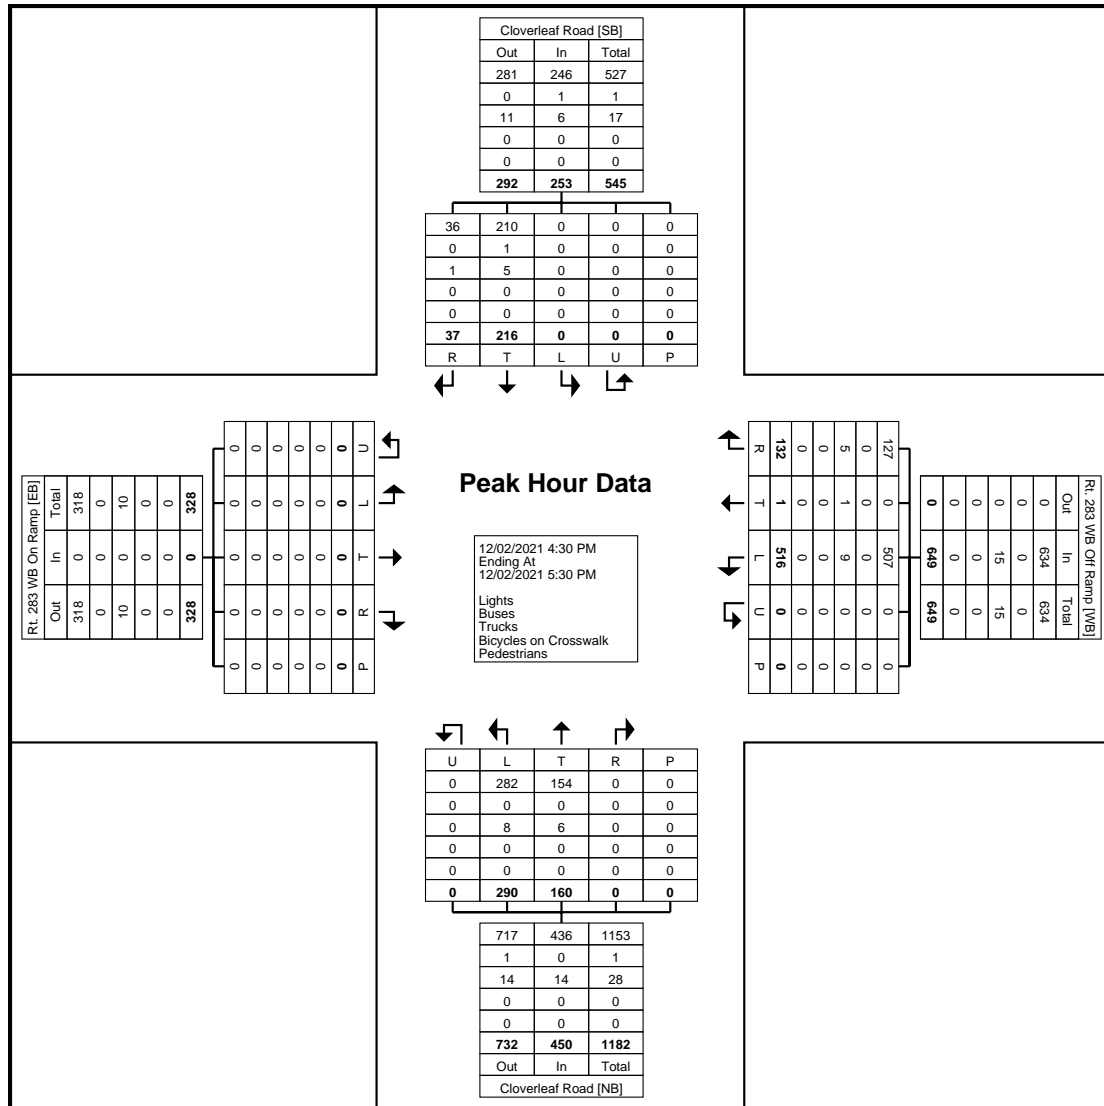 Cloverleaf Road [SB]
Out In Total
281 246 527
0 1 1
11 6 17
0 0 0
0 0 0
292 253 545
36 210 0 0 0
0 1 0 0 0
1 5 0 0 0
0 0 0 0 0
0 0 0 0 0
37 216 0 0 0
R T L U P
Rt. 283 WB On Ramp [EB]
Total 318 0 10 0 0 328
In 0 0 0 0 0 0
Out 318 0 10 0 0 328
0 0 0 0 0 0 0 U
0 0 0 0 0 0 0 L
0 0 0 0 0 0 0 T
0 0 0 0 0 0 0 R
0 0 0 0 0 0 0 P
Peak Hour Data
12/02/2021 4:30 PM
Ending At
12/02/2021 5:30 PM
Lights
Buses
Trucks
Bicycles on Crosswalk
Pedestrians
R 132 0 0 5 0 127
T 1 0 0 1 0 0
L 516 0 0 9 0 507
U 0 0 0 0 0 0
P 0 0 0 0 0 0
0 0 0 15 0 0 Out
649 0 0 15 0 634 In
649 0 0 15 0 634 Total
Rt. 283 WB Off Ramp [WB]
U L T R P
0 282 154 0 0
0 0 0 0 0
0 8 6 0 0
0 0 0 0 0
0 0 0 0 0
0 290 160 0 0
717 436 1153
1 0 1
14 14 28
0 0 0
0 0 0
732 450 1182
Out In Total
Cloverleaf Road [NB]